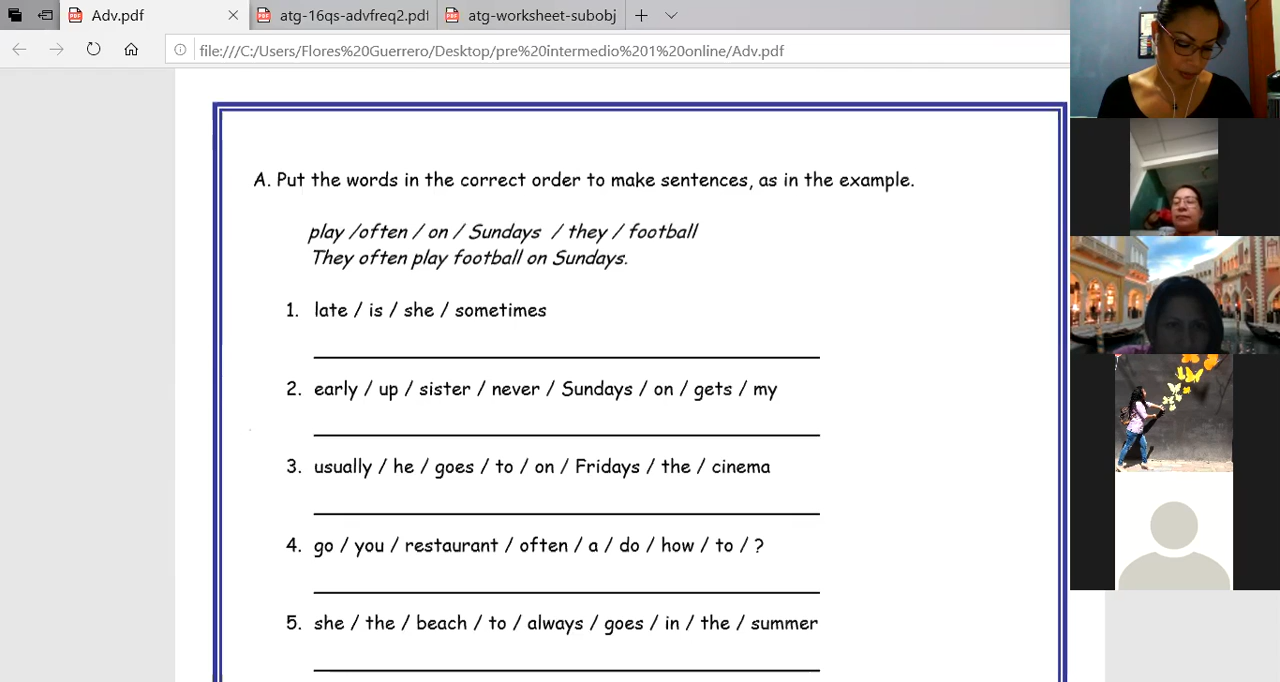 Adv.pdf
atg-16qs-advfreq2.pdf
atg-worksheet-subobj
file:///C:/Users/Flores%20Guerrero/Desktop/pre%20intermedio%201%20online/Adv.pdf
A. Put the words in the correct order to make sentences, as in the example.
play /often / on / Sundays / they / football
They often play football on Sundays.
1. late / is / she / sometimes
2. early / up / sister / never / Sundays / on / gets / my
3. usually / he / goes / to / on / Fridays / the / cinema
4. go / you / restaurant / often / a / do / how / to / ?
5. she / the / beach / to / always / goes / in / the / summer